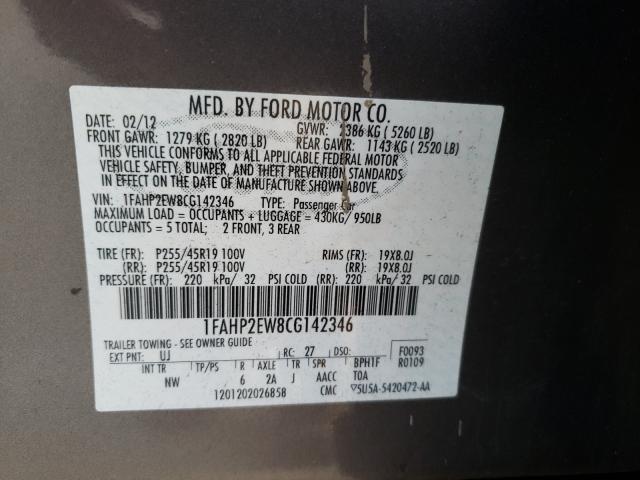 MFD. BY FORD MOTOR CO.
DATE: 02/12 GVWR: 2386 KG ( 5260 LB)
FRONT GAWR: 1279 KG ( 2820 LB) REAR GAWR: 1143 KG ( 2520 LB)
THIS VEHICLE CONFORMS TO ALL APPLICABLE FEDERAL MOTOR
VEHICLE SAFETY, BUMPER, AND THEFT PREVENTION STANDARDS
IN EFFECT ON THE DATE OF MANUFACTURE SHOWN ABOVE.
VIN: 1FAHP2EW8CG142346 TYPE: Passenger Car
MAXIMUM LOAD = OCCUPANTS + LUGGAGE = 430KG/ 950LB
OCCUPANTS = 5 TOTAL; 2 FRONT, 3 REAR
TIRE (FR): P255/45R19 100V RIMS (FR): 19X8.0J
(RR): P255/45R19 100V (RR): 19X8.0J
PRESSURE (FR): 220 kPa/ 32 PSI COLD (RR): 220 kPa/ 32 PSI COLD
1FAHP2EW8CG142346
TRAILER TOWING - SEE OWNER GUIDE
EXT PNT: UJ RC: 27 DSO: F0093
R0109
INT TR TP/PS R AXLE TR SPR BPH1F
NW 6 2A J AACC TOA
1201202026858 CMC 5U5A-5420472-AA